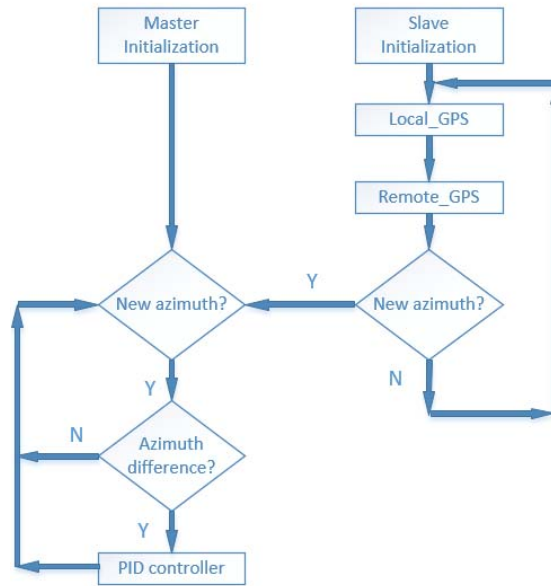 Master
Initialization
Slave
Initialization
Local_GPS
Remote_GPS
New azimuth?
Y
New azimuth?
Y
N
N
Azimuth
difference?
Y
PID controller